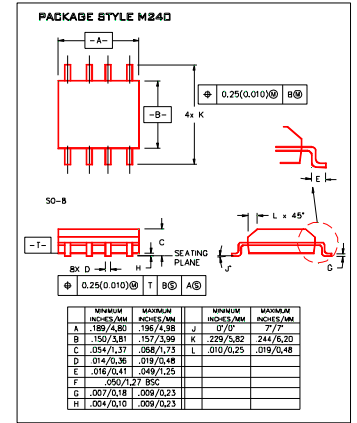 PACKAGE STYLE M240
-A-
⌖ 0.25(0.010)Ⓜ BⓂ
-B-
4x K
E
SO-8
L x 45°
C
-T-
SEATING
PLANE
8X D
H
J
G
⌖ 0.25(0.010)Ⓜ T BⓈ AⓈ
MINIMUM MAXIMUM MINIMUM MAXIMUM
INCHES/MM INCHES/MM INCHES/MM INCHES/MM
A .189/4,80 .196/4,98 J 0°/0° 7°/7°
B .150/3,81 .157/3,99 K .229/5,82 .244/6,20
C .054/1,37 .068/1,73 L .010/0,25 .019/0,48
D .014/0,36 .019/0,48
E .016/0,41 .049/1,25
F .050/1,27 BSC
G .007/0,18 .009/0,23
H .004/0,10 .009/0,23